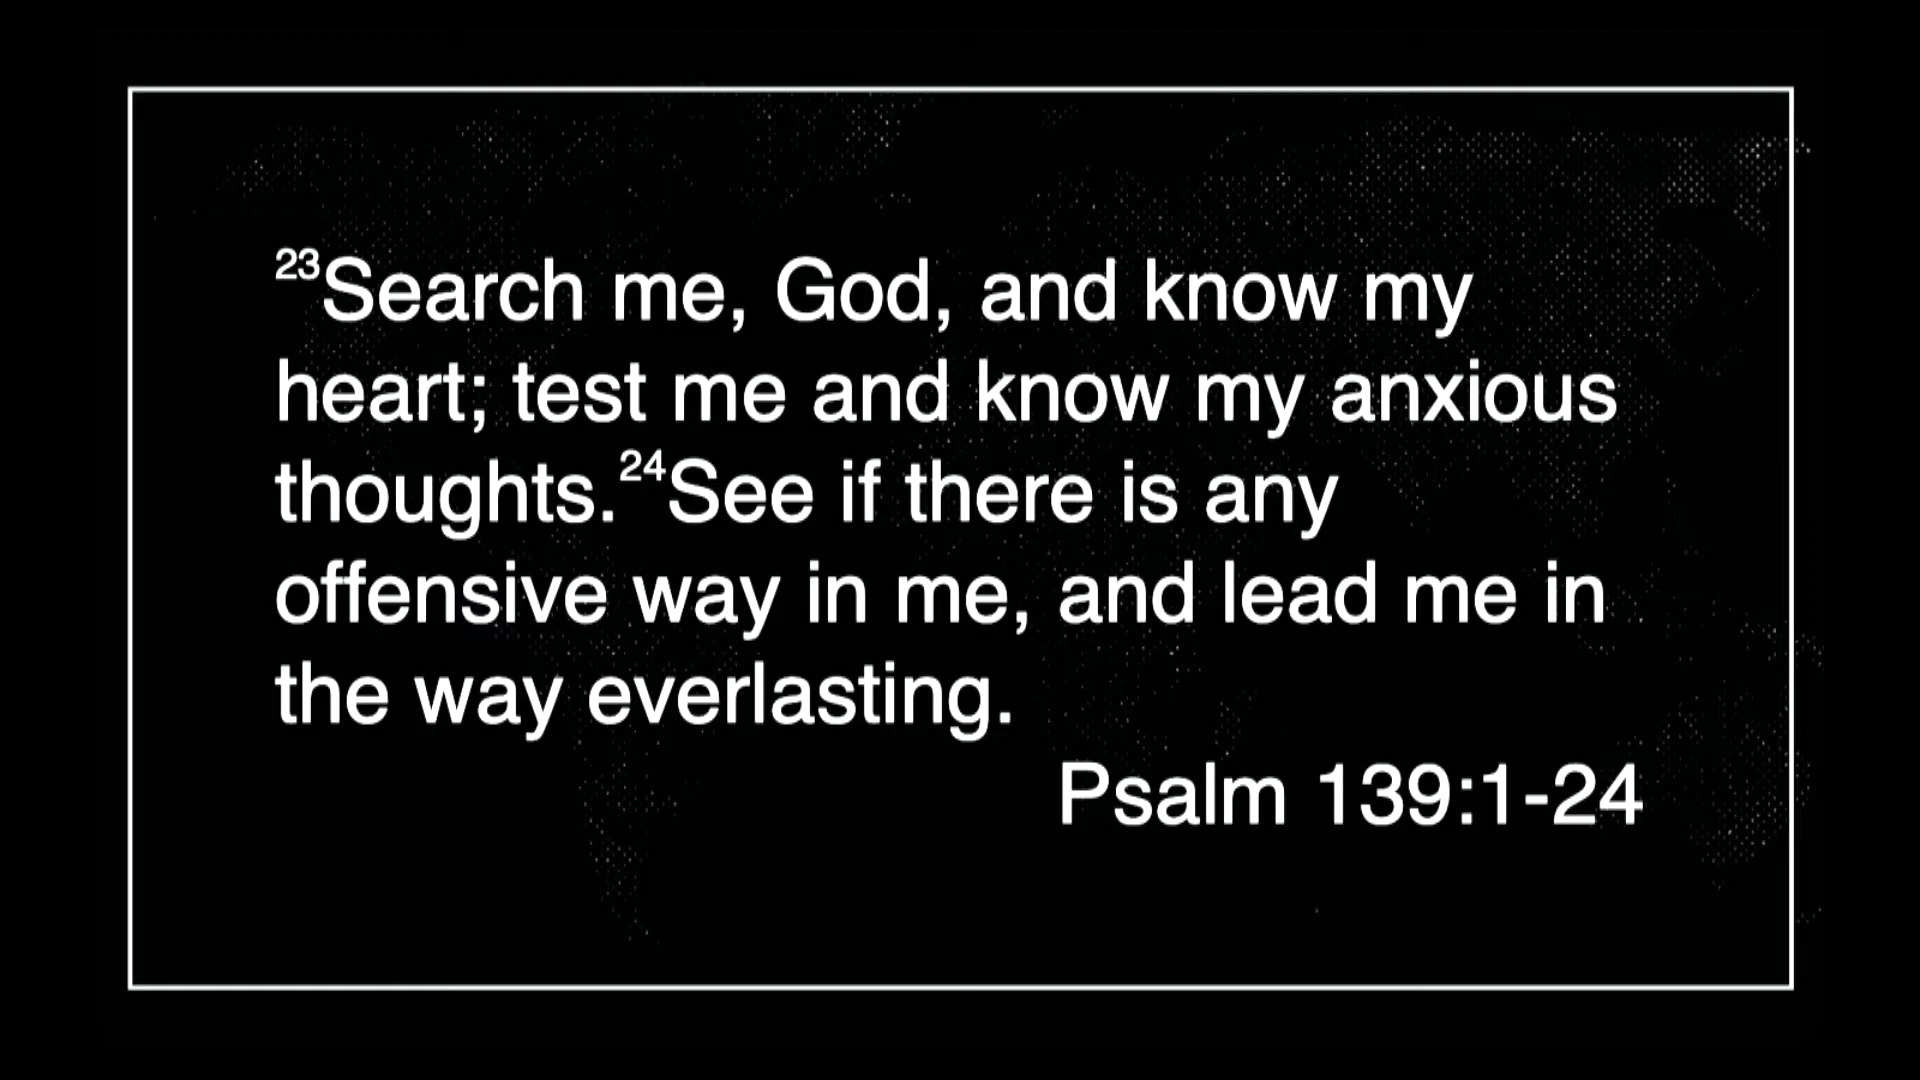 23Search me, God, and know my
heart; test me and know my anxious
thoughts.24See if there is any
offensive way in me, and lead me in
the way everlasting.
Psalm 139:1-24